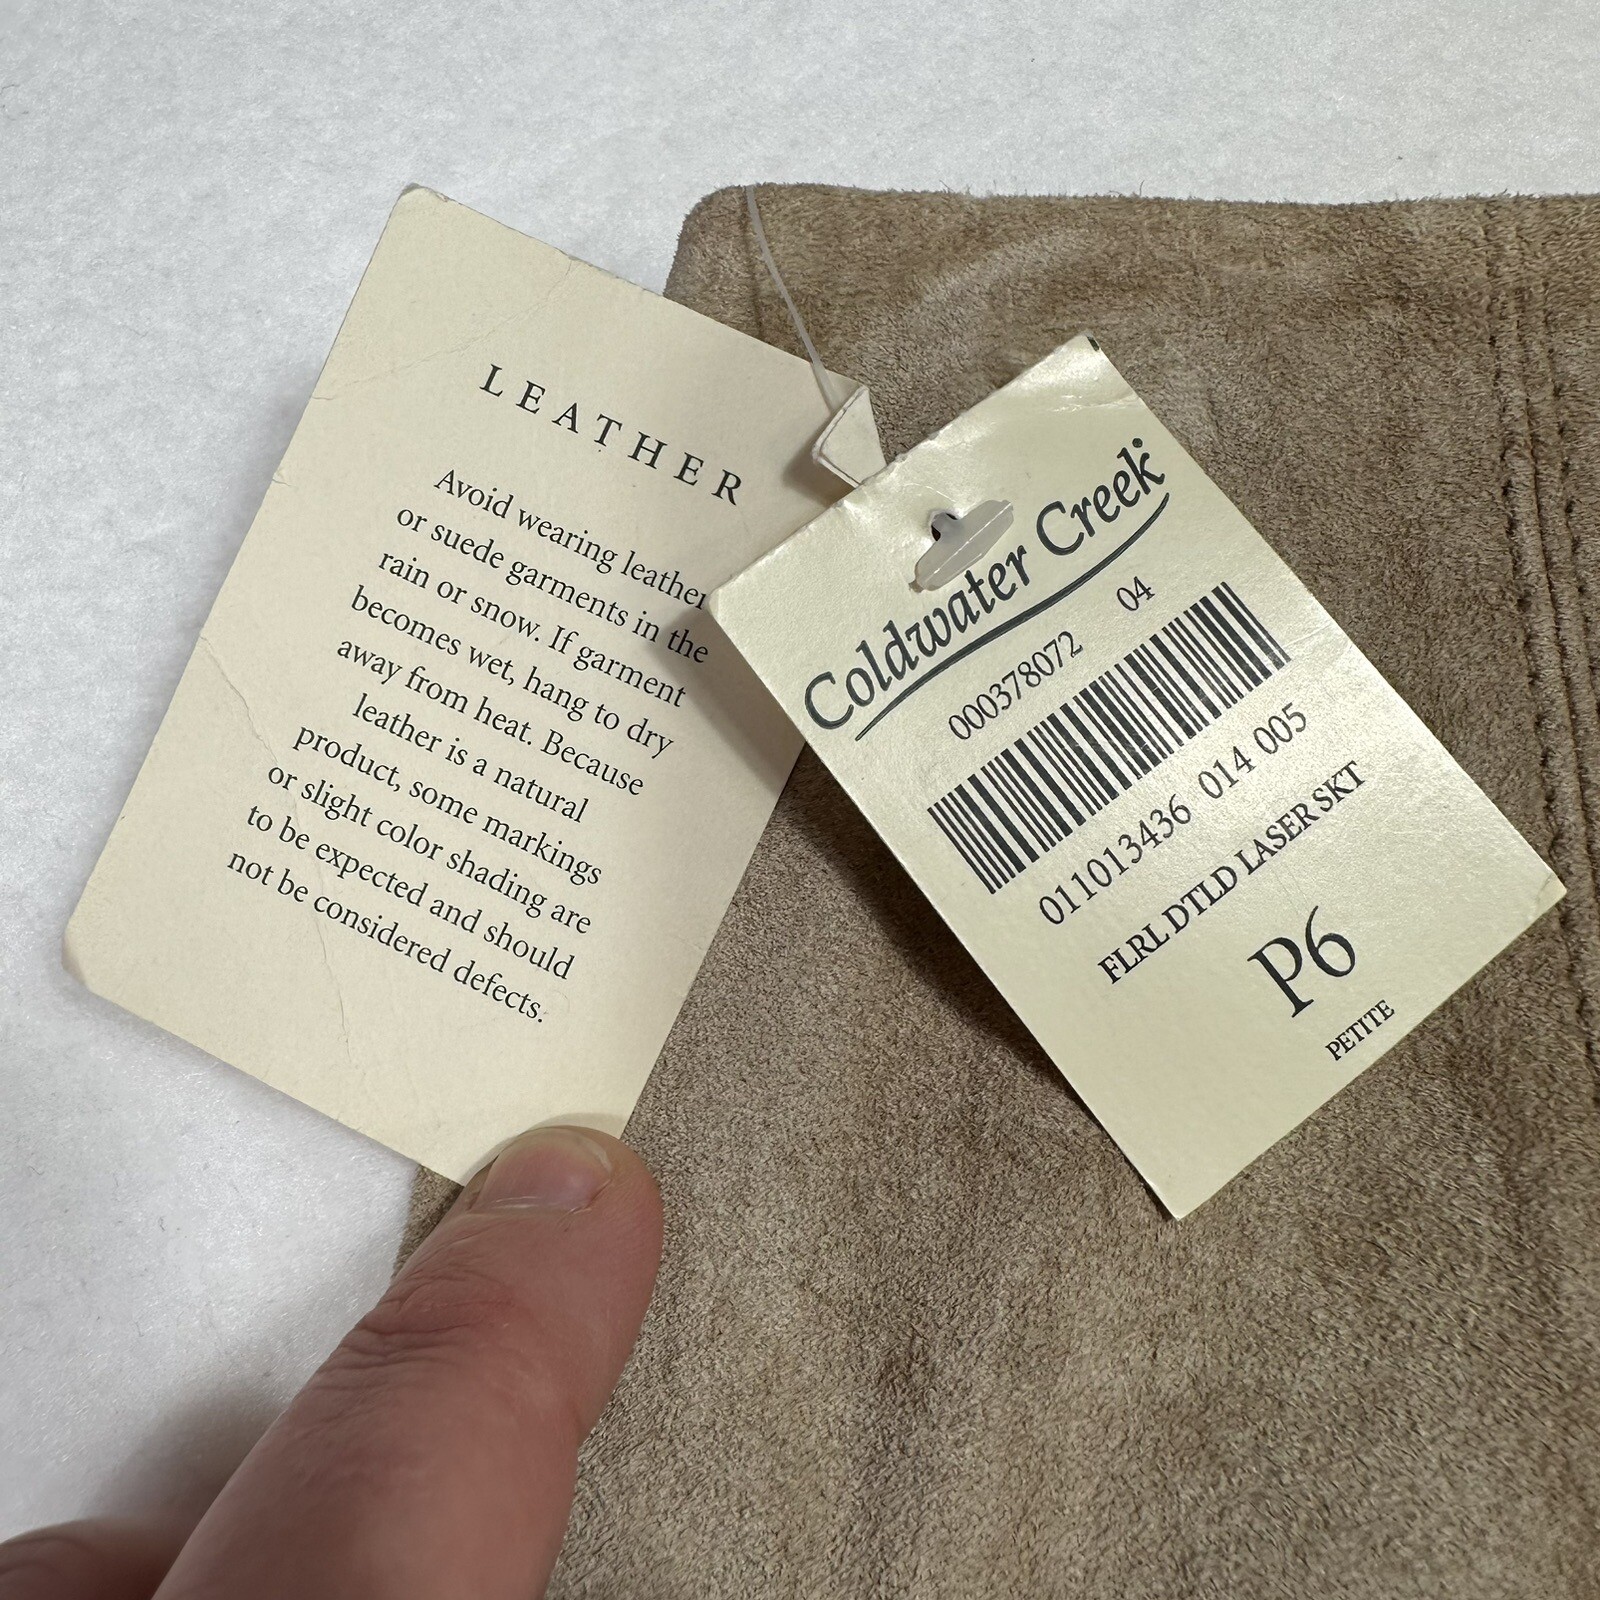 LEATHER
Avoid wearing leather
or suede garments in the
rain or snow. If garment
becomes wet, hang to dry
away from heat. Because
leather is a natural
product, some markings
or slight color shading are
to be expected and should
not be considered defects.
Coldwater Creek
000378072 04
011013436 014 005
FLRL DTLD LASER SKT
P6
PETITE